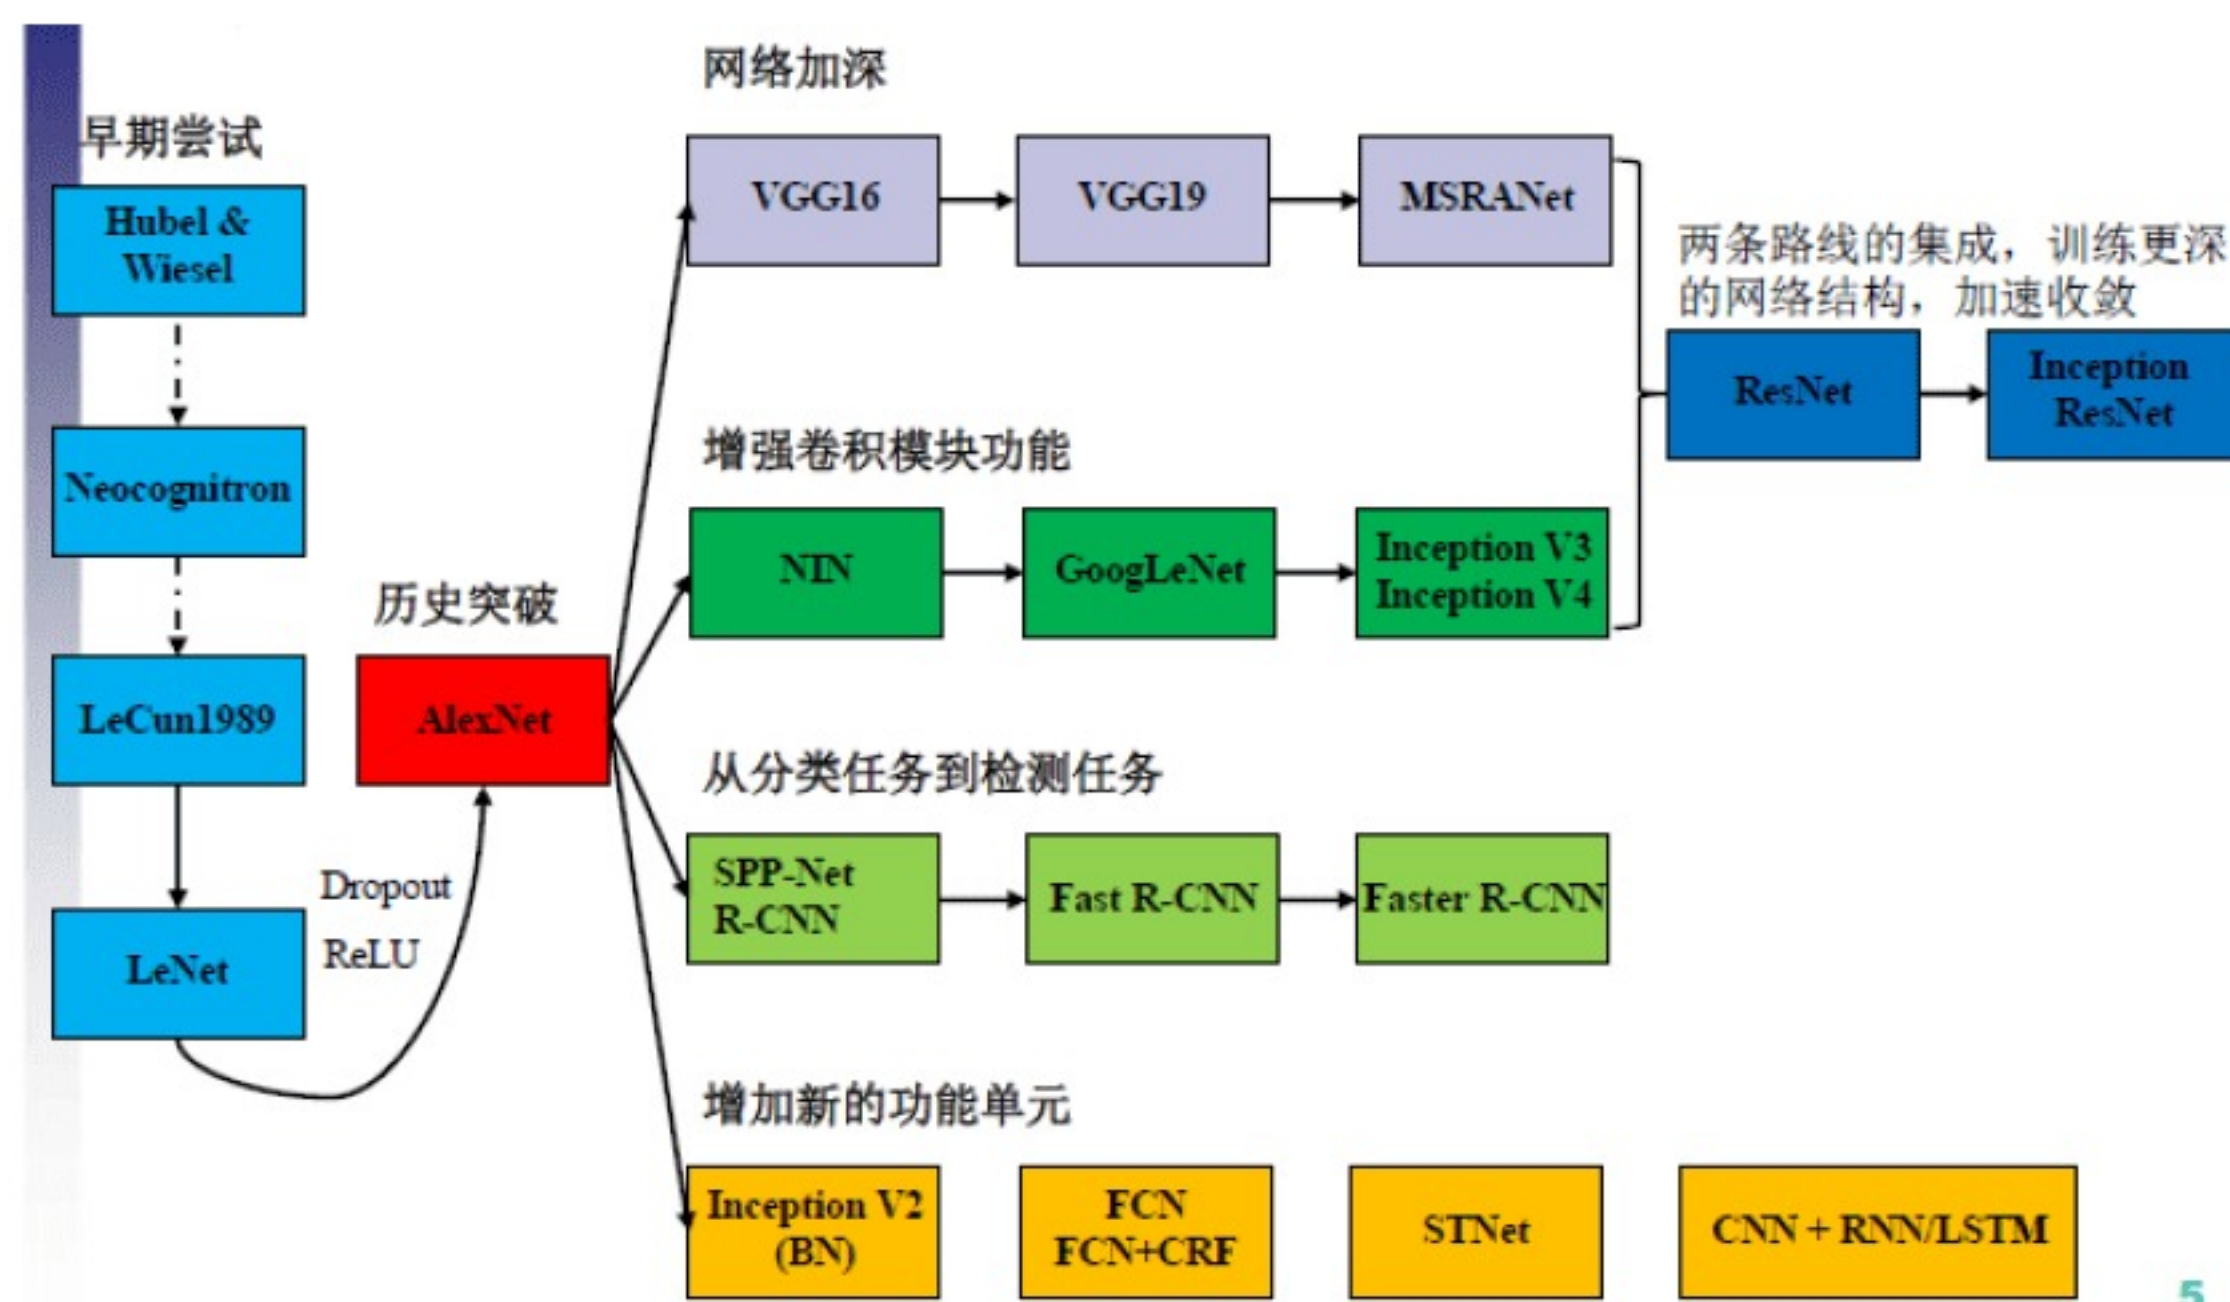 早期尝试
Hubel &
Wiesel
Neocognitron
LeCun1989
LeNet
Dropout
ReLU
历史突破
AlexNet
网络加深
VGG16
VGG19
MSRANet
增强卷积模块功能
NIN
GoogLeNet
Inception V3
Inception V4
两条路线的集成，训练更深
的网络结构，加速收敛
ResNet
Inception
ResNet
从分类任务到检测任务
SPP-Net
R-CNN
Fast R-CNN
Faster R-CNN
增加新的功能单元
Inception V2
(BN)
FCN
FCN+CRF
STNet
CNN + RNN/LSTM
5